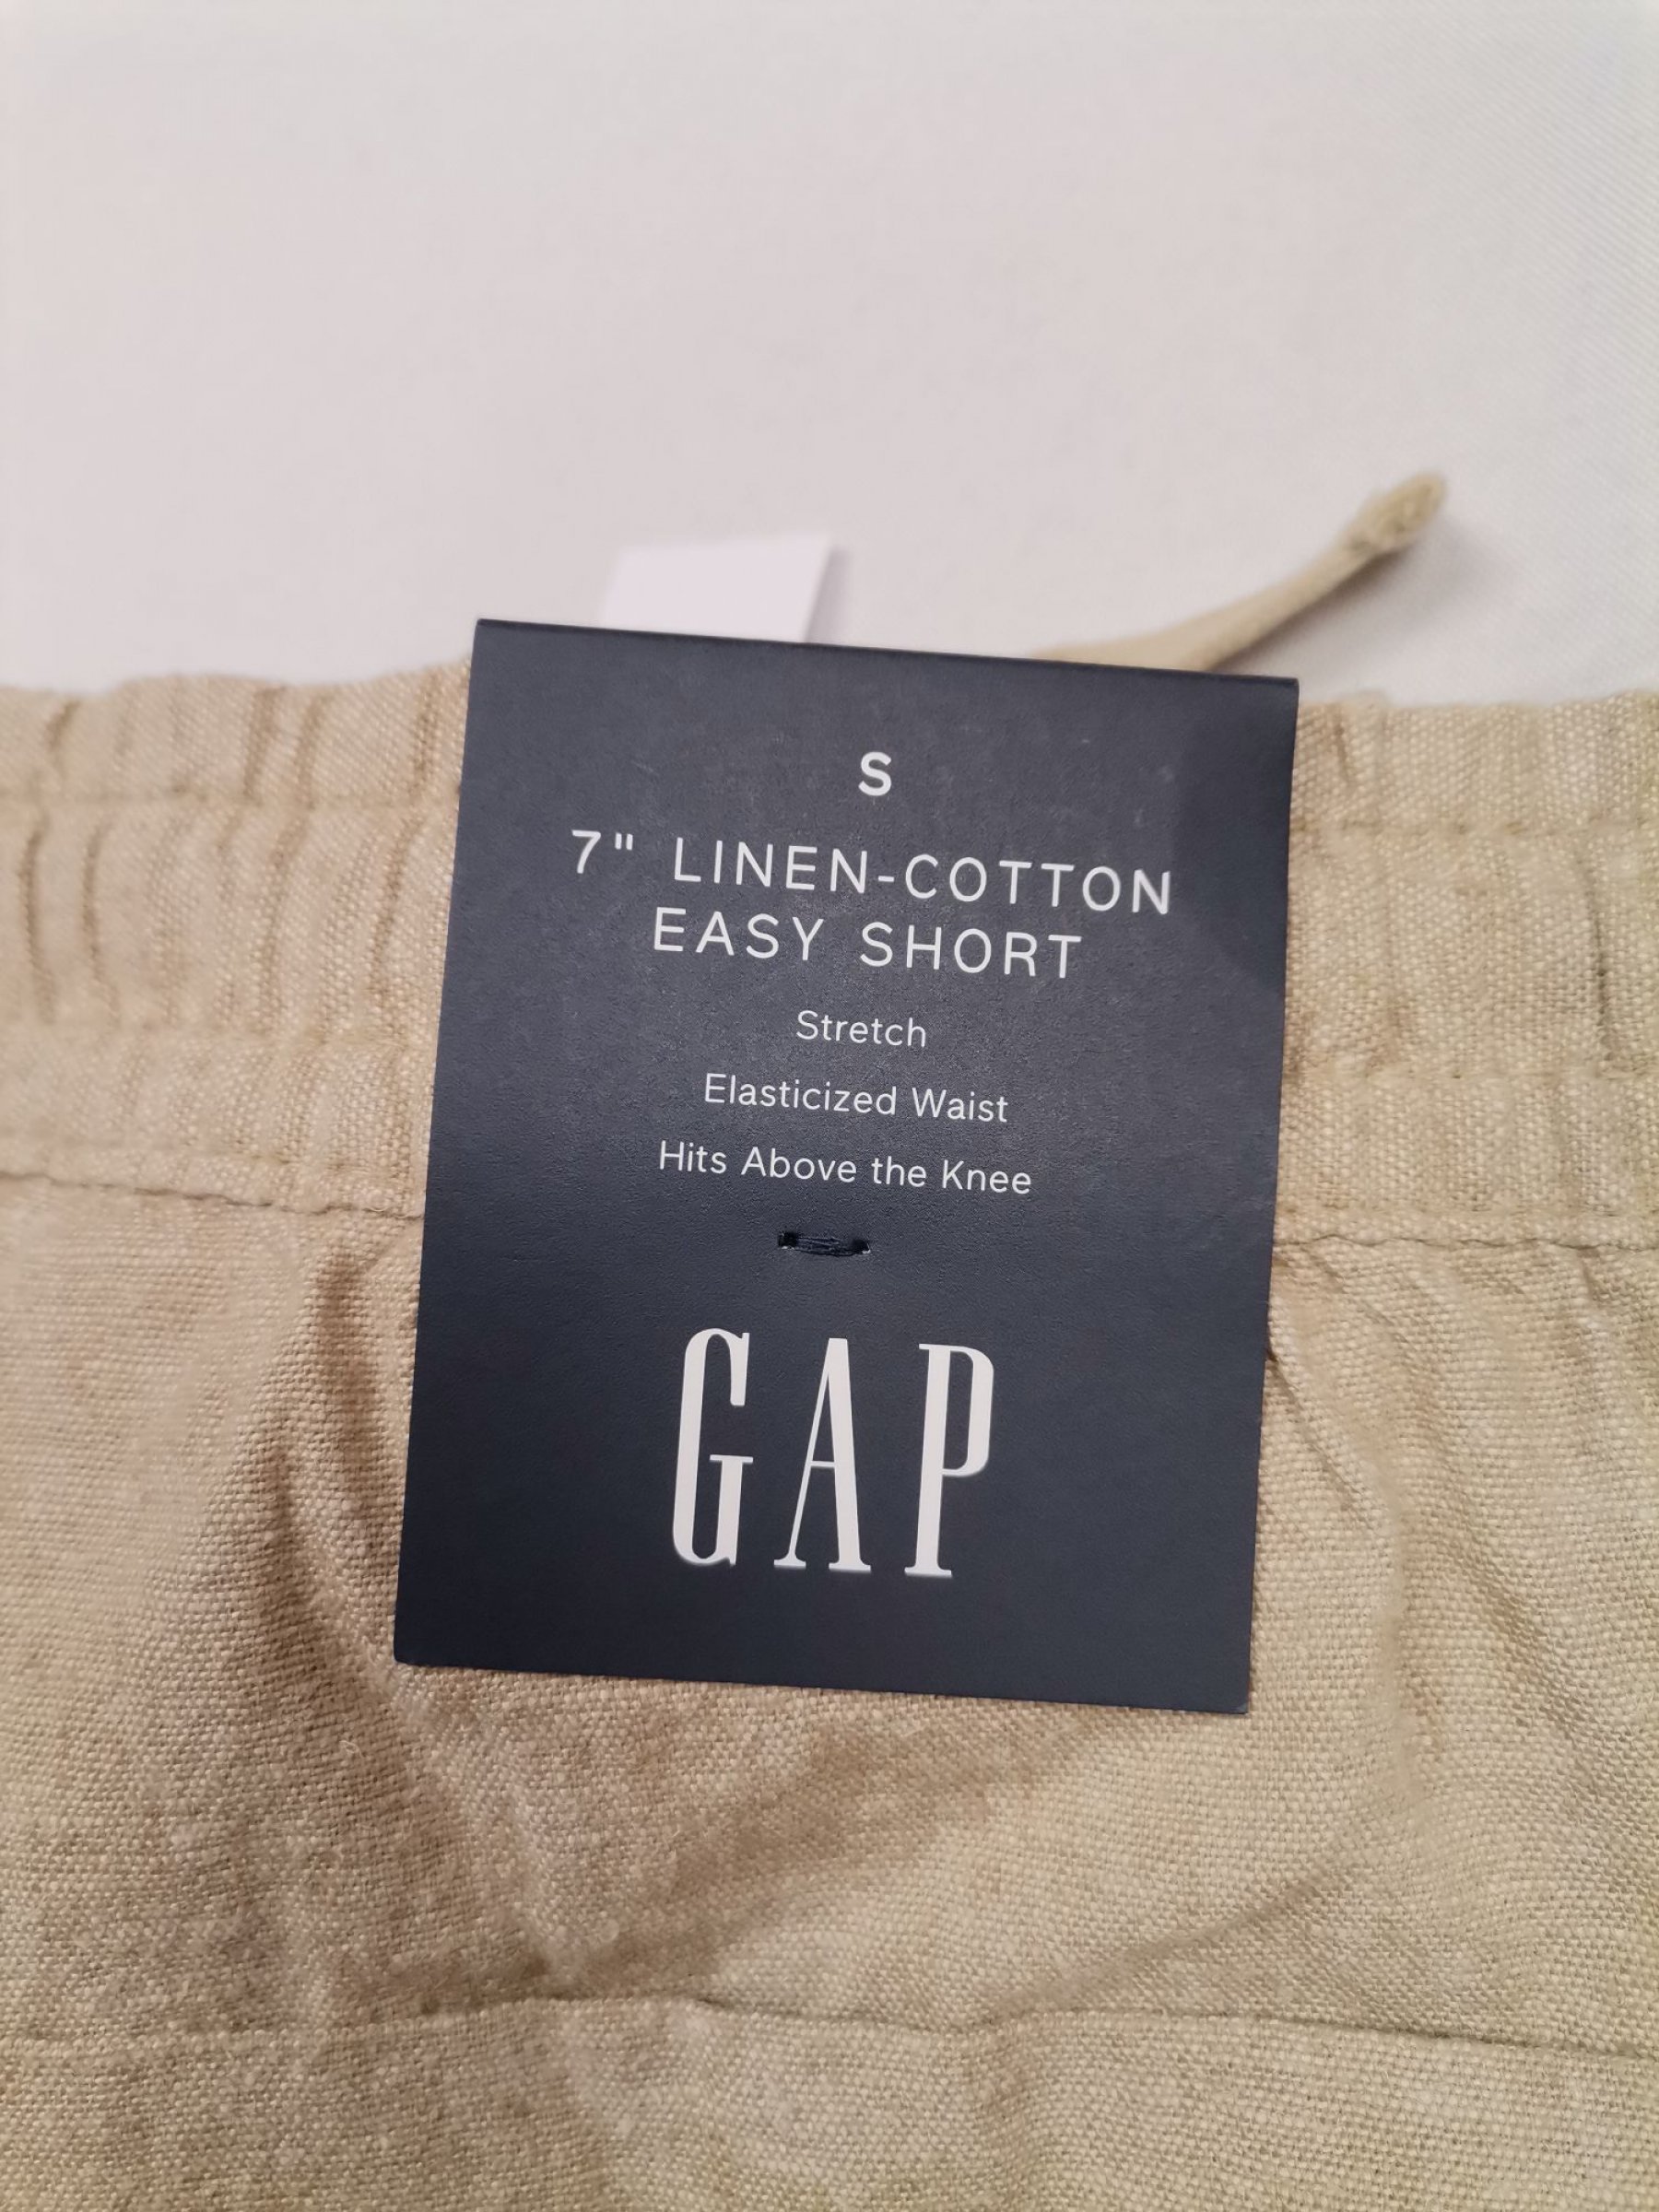 S
7" LINEN-COTTON
EASY SHORT
Stretch
Elasticized Waist
Hits Above the Knee
GAP